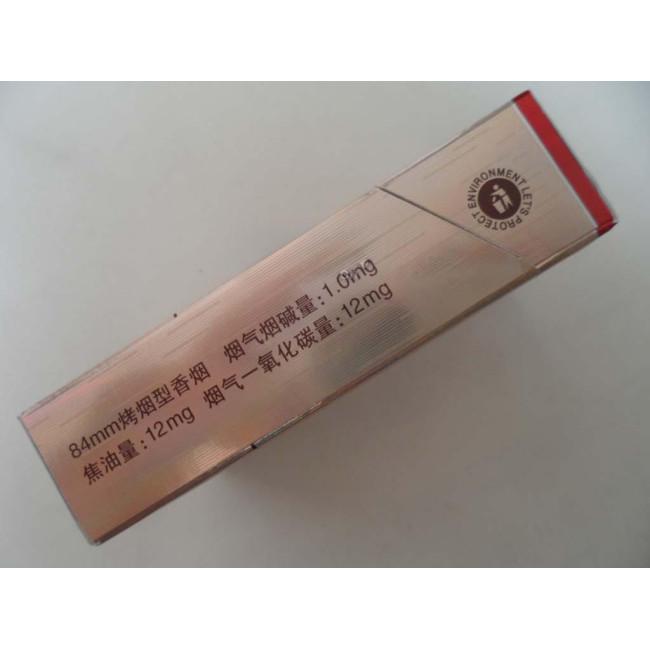 PROTECT ENVIRONMENT LET'S
84mm烤烟型香烟 烟气烟碱量:1.0mg
焦油量:12mg 烟气一氧化碳量:12mg